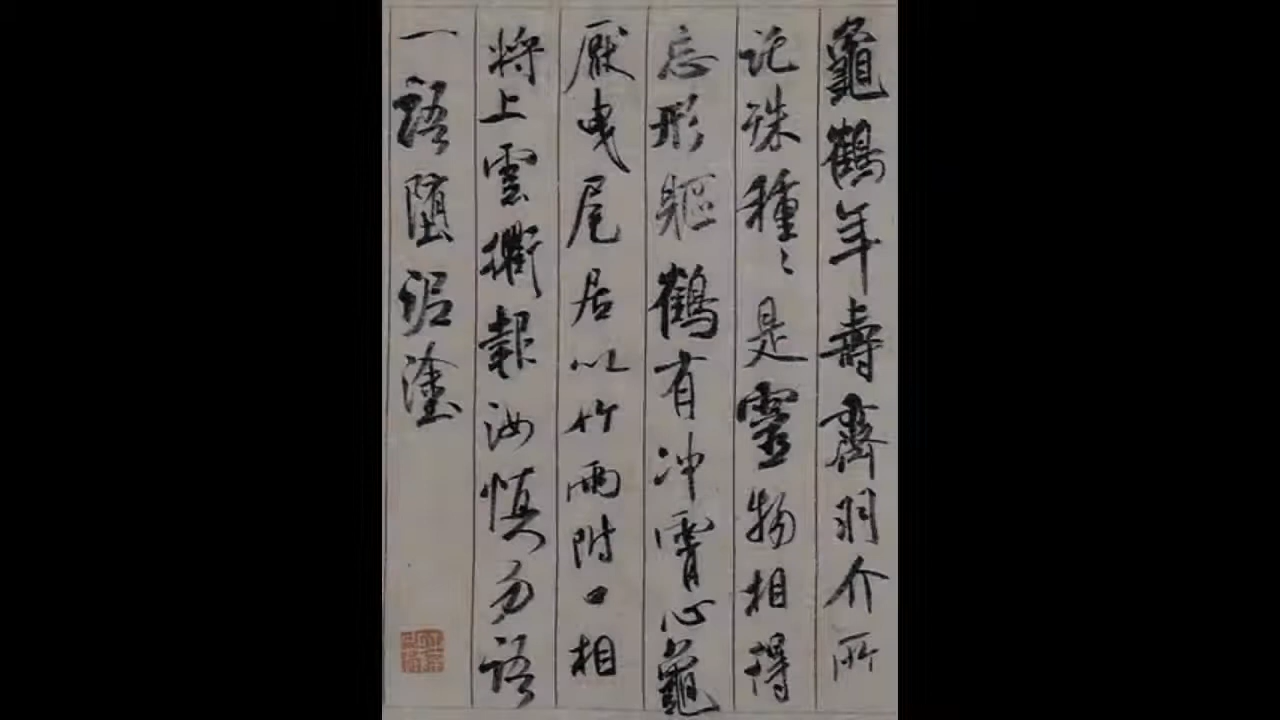 龜鶴年壽齊羽介所
託殊種種是靈物相得
忘形軀鶴有沖霄心龜
厭曳尾居以竹兩附口相
將上雲衢報汝慎勿語
一語墮泥塗